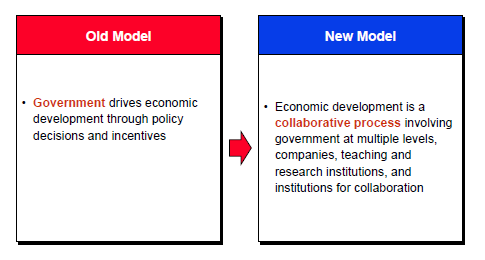 Old Model
• Government drives economic
development through policy
decisions and incentives
New Model
• Economic development is a
collaborative process involving
government at multiple levels,
companies, teaching and
research institutions, and
institutions for collaboration